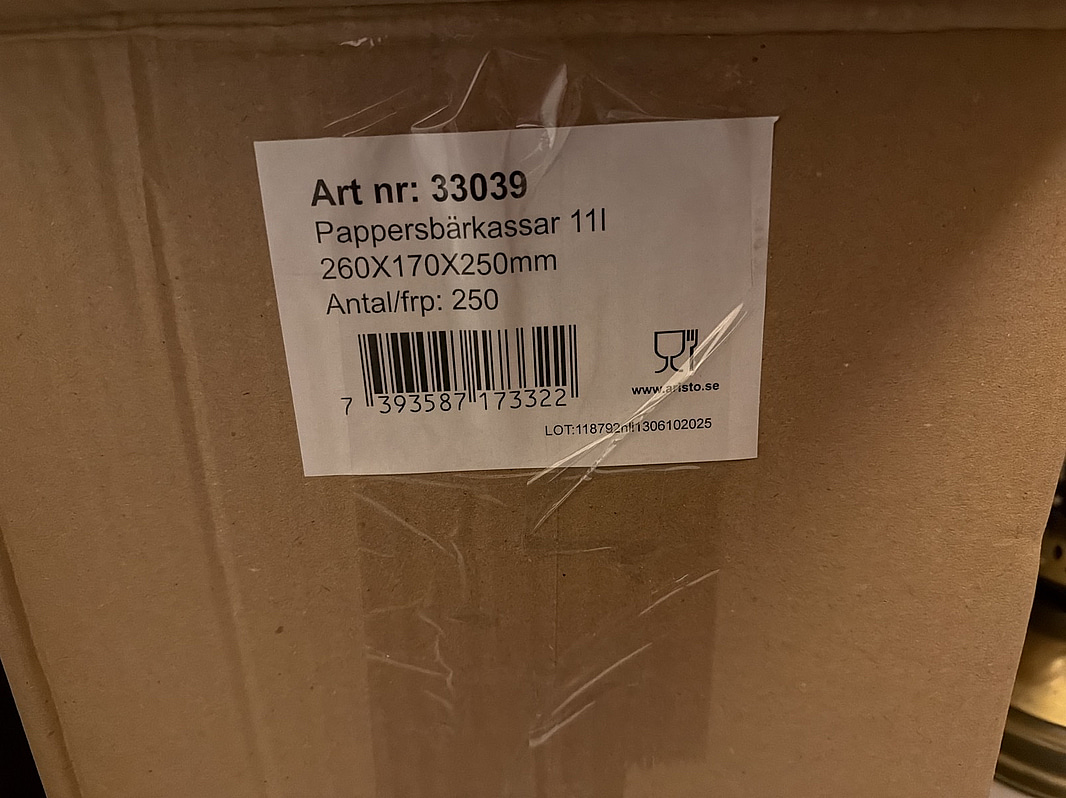 Art nr: 33039
Pappersbärkassar 11l
260X170X250mm
Antal/frp: 250
7 393587 173322
www.aristo.se